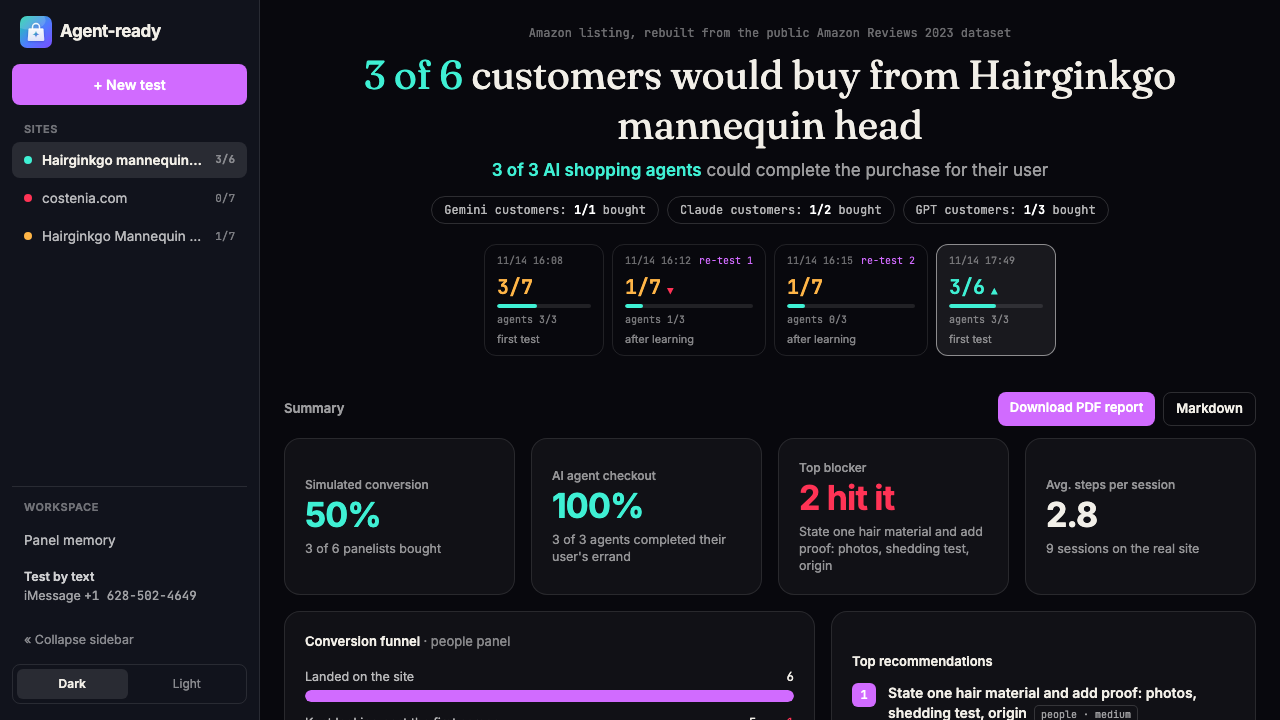 Agent-ready
+ New test
SITES
Hairginkgo mannequin... 3/6
costenia.com 0/7
Hairginkgo Mannequin ... 1/7
WORKSPACE
Panel memory
Test by text
iMessage +1 628-502-4649
« Collapse sidebar
Dark Light
Amazon listing, rebuilt from the public Amazon Reviews 2023 dataset
3 of 6 customers would buy from Hairginkgo
mannequin head
3 of 3 AI shopping agents could complete the purchase for their user
Gemini customers: 1/1 bought
Claude customers: 1/2 bought
GPT customers: 1/3 bought
11/14 16:08
3/7
agents 3/3
first test
11/14 16:12 re-test 1
1/7 ▼
agents 1/3
after learning
11/14 16:15 re-test 2
1/7
agents 0/3
after learning
11/14 17:49
3/6 ▲
agents 3/3
first test
Summary
Download PDF report
Markdown
Simulated conversion
50%
3 of 6 panelists bought
AI agent checkout
100%
3 of 3 agents completed their
user's errand
Top blocker
2 hit it
State one hair material and add
proof: photos, shedding test,
origin
Avg. steps per session
2.8
9 sessions on the real site
Conversion funnel · people panel
Landed on the site 6
Top recommendations
1 State one hair material and add proof: photos,
shedding test, origin people · medium